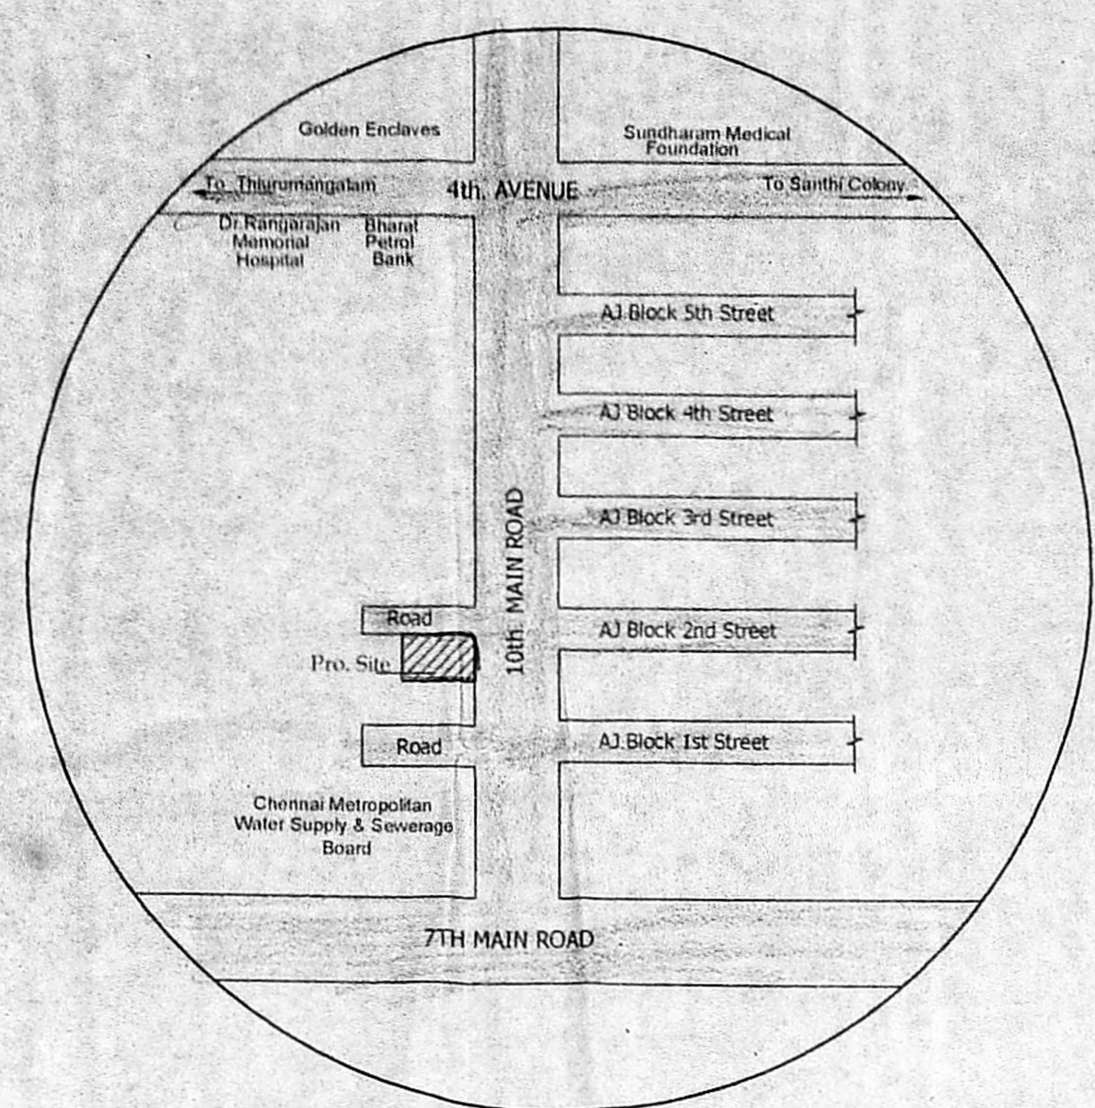 Golden Enclaves
Sundharam Medical
Foundation
To Thiurumangalam
4th. AVENUE
To Santhi Colony
Dr.Rangarajan
Memorial
Hospital
Bharat
Petrol
Bank
AJ Block 5th Street
AJ Block 4th Street
AJ Block 3rd Street
10th. MAIN ROAD
Road
AJ Block 2nd Street
Pro. Site
Road
AJ Block 1st Street
Chennai Metropolitan
Water Supply & Sewerage
Board
7TH MAIN ROAD